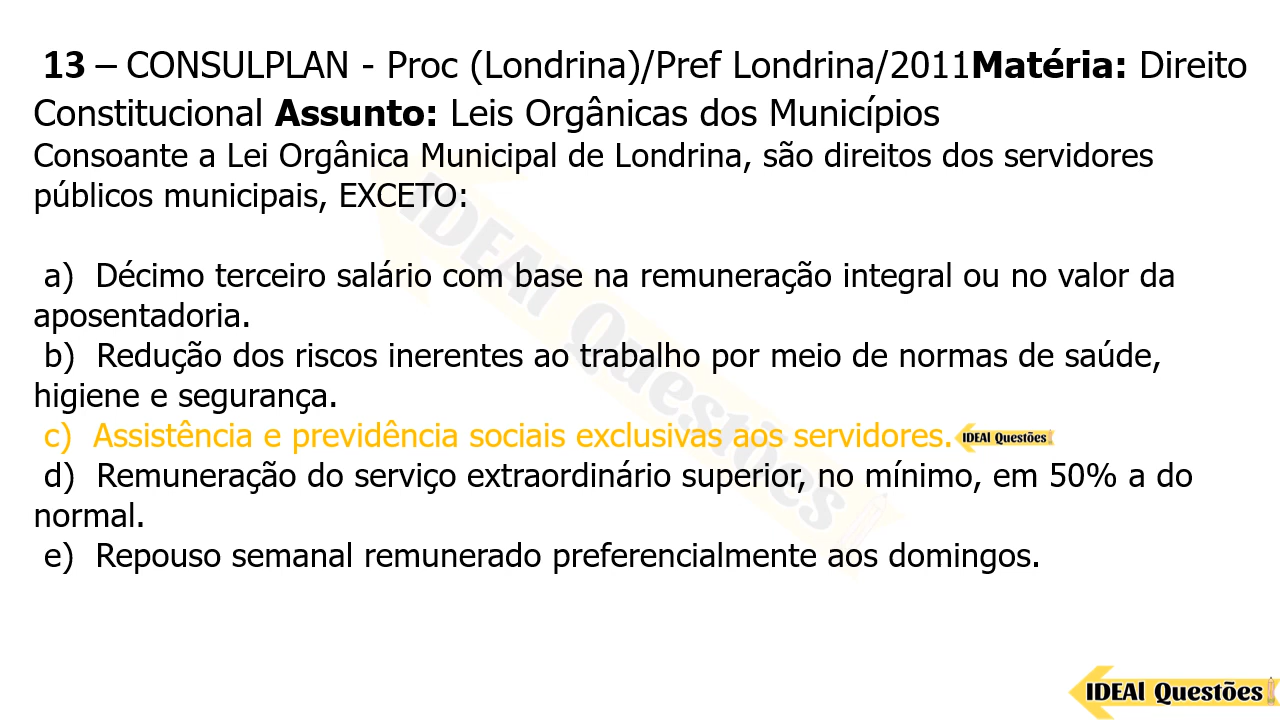 13 – CONSULPLAN - Proc (Londrina)/Pref Londrina/2011Matéria: Direito
Constitucional Assunto: Leis Orgânicas dos Municípios
Consoante a Lei Orgânica Municipal de Londrina, são direitos dos servidores
públicos municipais, EXCETO:
a) Décimo terceiro salário com base na remuneração integral ou no valor da
aposentadoria.
b) Redução dos riscos inerentes ao trabalho por meio de normas de saúde,
higiene e segurança.
c) Assistência e previdência sociais exclusivas aos servidores. IDEAl Questões
d) Remuneração do serviço extraordinário superior, no mínimo, em 50% a do
normal.
e) Repouso semanal remunerado preferencialmente aos domingos.
IDEAl Questões
IDEAl Questões